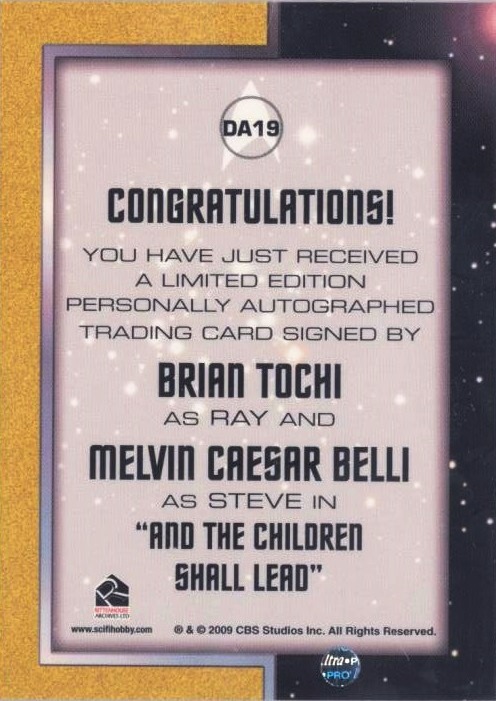 DA19
CONGRATULATIONS!
YOU HAVE JUST RECEIVED
A LIMITED EDITION
PERSONALLY AUTOGRAPHED
TRADING CARD SIGNED BY
BRIAN TOCHI
AS RAY AND
MELVIN CAESAR BELLI
AS STEVE IN
“AND THE CHILDREN
SHALL LEAD”
RITTENHOUSE
ARCHIVES LTD
www.scifihobby.com ® & © 2009 CBS Studios Inc. All Rights Reserved.
ltra•P
•PRO